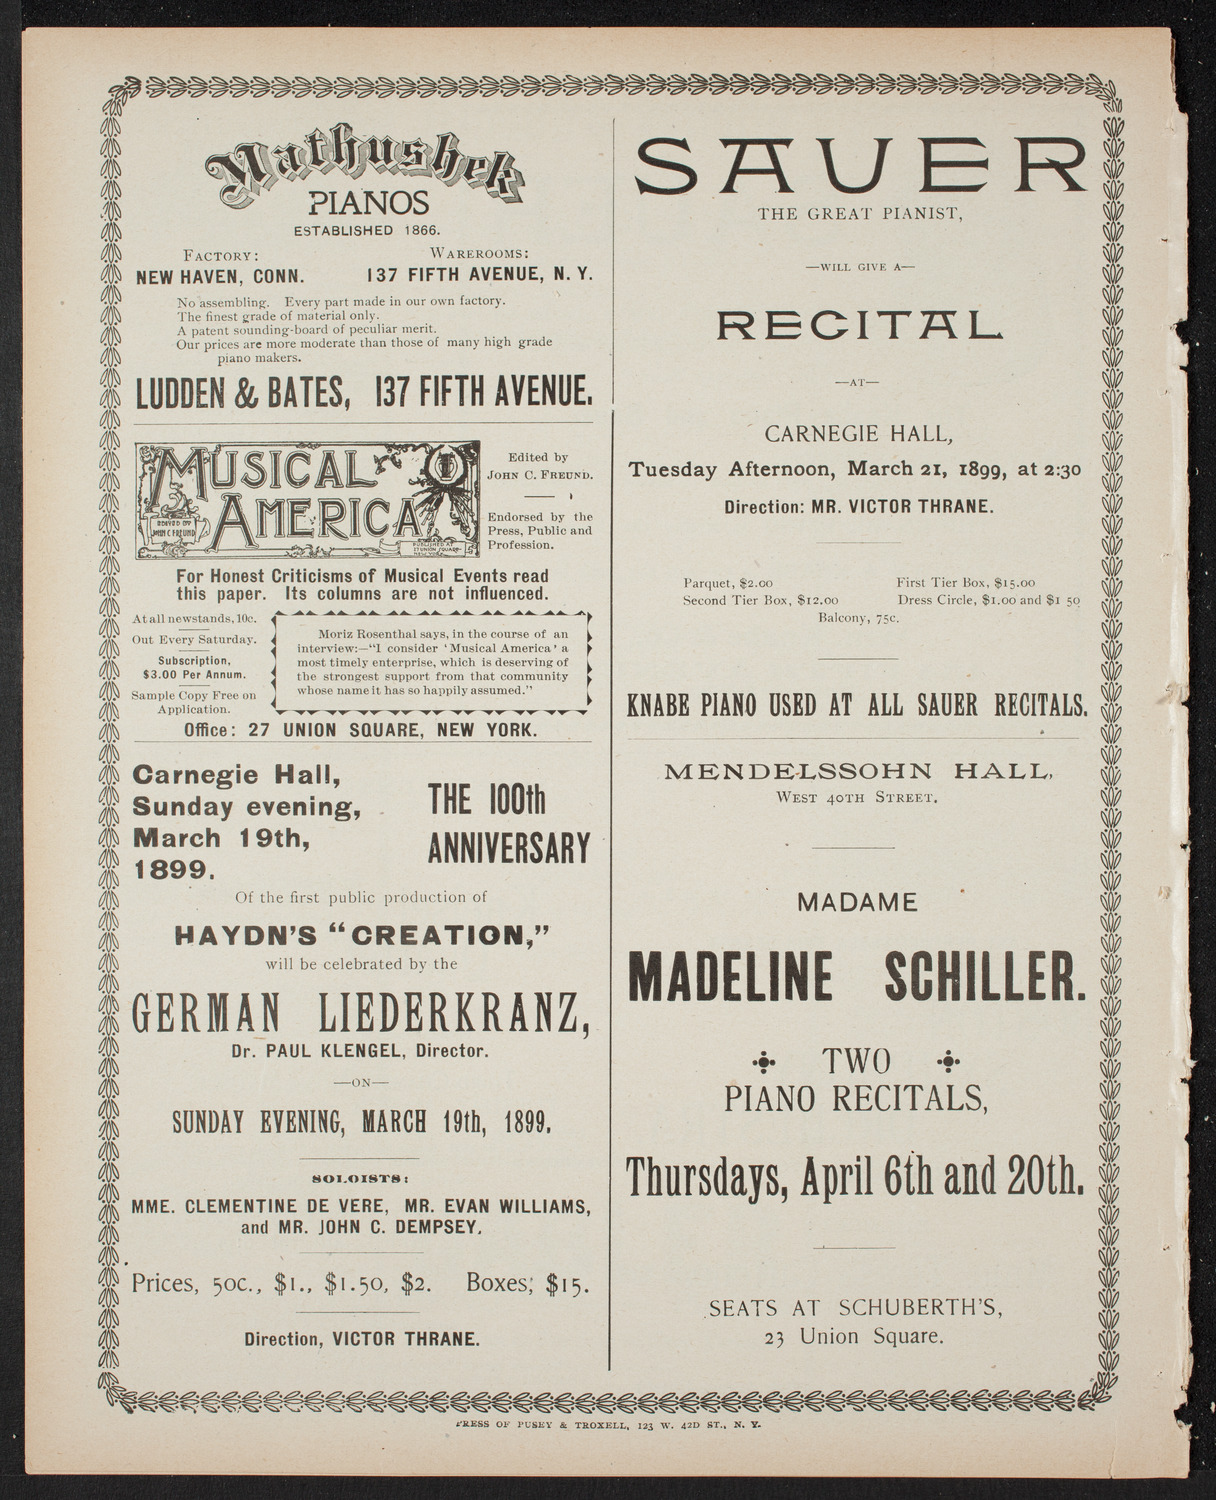 Mathushek
PIANOS
ESTABLISHED 1866.
FACTORY: WAREROOMS:
NEW HAVEN, CONN. 137 FIFTH AVENUE, N. Y.
No assembling. Every part made in our own factory.
The finest grade of material only.
A patent sounding-board of peculiar merit.
Our prices are more moderate than those of many high grade
piano makers.
LUDDEN & BATES, 137 FIFTH AVENUE.
MUSICAL
AMERICA
EDITED BY
JOHN C FREUND
PUBLISHED AT
17 UNION SQUARE
NEW YORK
Edited by
JOHN C. FREUND.
Endorsed by the
Press, Public and
Profession.
For Honest Criticisms of Musical Events read
this paper. Its columns are not influenced.
At all newstands, 10c.
Out Every Saturday.
Subscription,
$3.00 Per Annum.
Sample Copy Free on
Application.
Moriz Rosenthal says, in the course of an
interview:—"I consider 'Musical America' a
most timely enterprise, which is deserving of
the strongest support from that community
whose name it has so happily assumed."
Office: 27 UNION SQUARE, NEW YORK.
Carnegie Hall,
Sunday evening,
March 19th,
1899.
THE 100th
ANNIVERSARY
Of the first public production of
HAYDN'S "CREATION,"
will be celebrated by the
GERMAN LIEDERKRANZ,
Dr. PAUL KLENGEL, Director.
—ON—
SUNDAY EVENING, MARCH 19th, 1899.
SOLOISTS:
MME. CLEMENTINE DE VERE, MR. EVAN WILLIAMS,
and MR. JOHN C. DEMPSEY.
Prices, 50c., $1., $1.50, $2. Boxes; $15.
Direction, VICTOR THRANE.
SAUER
THE GREAT PIANIST,
—WILL GIVE A—
RECITAL
—AT—
CARNEGIE HALL,
Tuesday Afternoon, March 21, 1899, at 2:30
Direction: MR. VICTOR THRANE.
Parquet, $2.00 First Tier Box, $15.00
Second Tier Box, $12.00 Dress Circle, $1.00 and $1 50
Balcony, 75c.
KNABE PIANO USED AT ALL SAUER RECITALS.
MENDELSSOHN HALL,
WEST 40TH STREET.
MADAME
MADELINE SCHILLER.
TWO
PIANO RECITALS,
Thursdays, April 6th and 20th.
SEATS AT SCHUBERTH'S,
23 Union Square.
PRESS OF PUSEY & TROXELL, 123 W. 42D ST., N. Y.